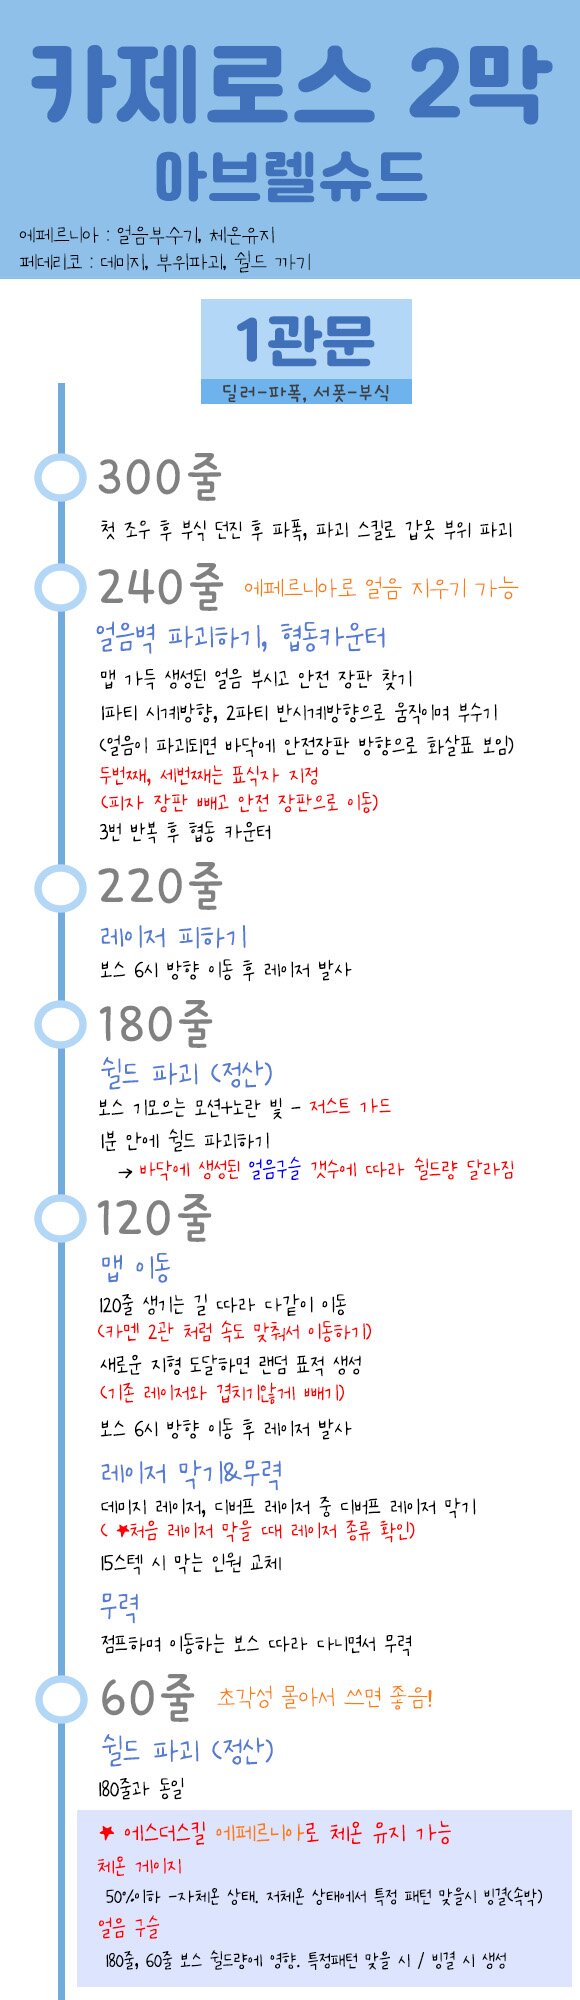 카제로스 2막
아브렐슈드
에페르니아 : 얼음부수기, 체온유지
페데리코 : 데미지, 부위파괴, 쉴드 까기
1관문
딜러-파폭, 서폿-부식
300줄
첫 조우 후 부식 던진 후 파폭, 파괴 스킬로 갑옷 부위 파괴
240줄 에페르니아로 얼음 지우기 가능
얼음벽 파괴하기, 협동카운터
맵 가득 생성된 얼음 부시고 안전 장판 찾기
1파티 시계방향, 2파티 반시계방향으로 움직이며 부수기
(얼음이 파괴되면 바닥에 안전장판 방향으로 화살표 보임)
두번째, 세번째는 표식자 지정
(피자 장판 빼고 안전 장판으로 이동)
3번 반복 후 협동 카운터
220줄
레이저 피하기
보스 6시 방향 이동 후 레이저 발사
180줄
쉴드 파괴 (정산)
보스 기모으는 모션+노란 빛 - 저스트 가드
1분 안에 쉴드 파괴하기
→ 바닥에 생성된 얼음구슬 갯수에 따라 쉴드량 달라짐
120줄
맵 이동
120줄 생기는 길 따라 다같이 이동
(카멘 2관 처럼 속도 맞춰서 이동하기)
새로운 지형 도달하면 랜덤 표적 생성
(기존 레이저와 겹치기않게 빼기)
보스 6시 방향 이동 후 레이저 발사
레이저 막기&무력
데미지 레이저, 디버프 레이저 중 디버프 레이저 막기
( ★처음 레이저 막을 때 레이저 종류 확인)
15스텍 시 막는 인원 교체
무력
점프하며 이동하는 보스 따라 다니면서 무력
60줄 초각성 몰아서 쓰면 좋음!
쉴드 파괴 (정산)
180줄과 동일
★ 에스더스킬 에페르니아로 체온 유지 가능
체온 게이지
50%이하 -자체온 상태. 저체온 상태에서 특정 패턴 맞을시 빙결(속박)
얼음 구슬
180줄, 60줄 보스 쉴드량에 영향. 특정패턴 맞을 시 / 빙결 시 생성